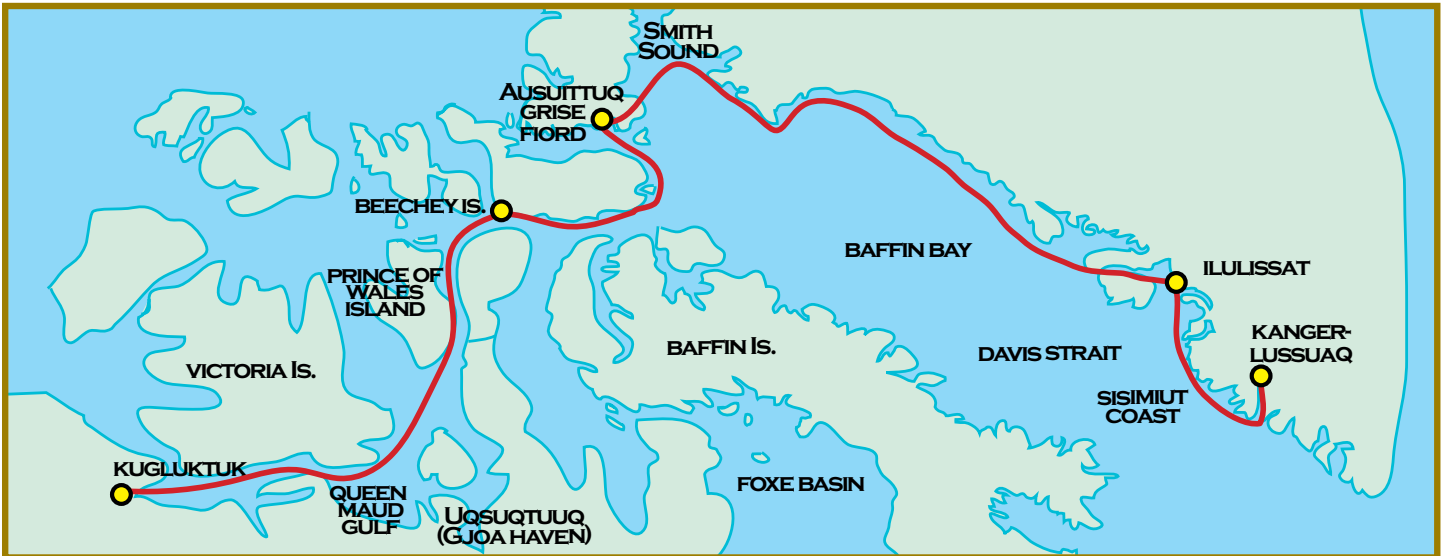 SMITH
SOUND
AUSUITTUQ
GRISE
FIORD
BEECHEY IS.
BAFFIN BAY
ILULISSAT
PRINCE OF
WALES
ISLAND
KANGER-
LUSSUAQ
BAFFIN IS.
DAVIS STRAIT
VICTORIA IS.
SISIMIUT
COAST
KUGLUKTUK
QUEEN
MAUD
GULF
FOXE BASIN
UQSUQTUUQ
(GJOA HAVEN)